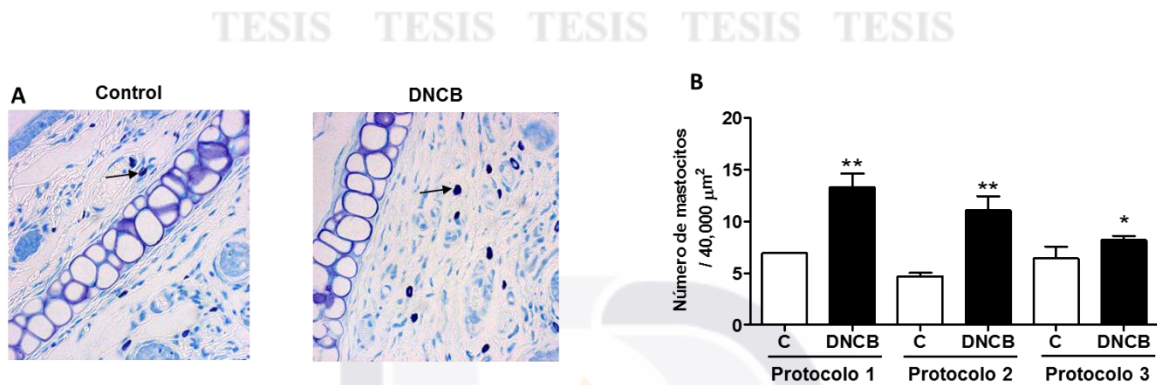 TESIS TESIS TESIS TESIS TESIS
A
Control
DNCB
B
Número de mastocitos
/ 40,000 µm²
20
15
10
5
0
**
**
*
C DNCB C DNCB C DNCB
Protocolo 1 Protocolo 2 Protocolo 3